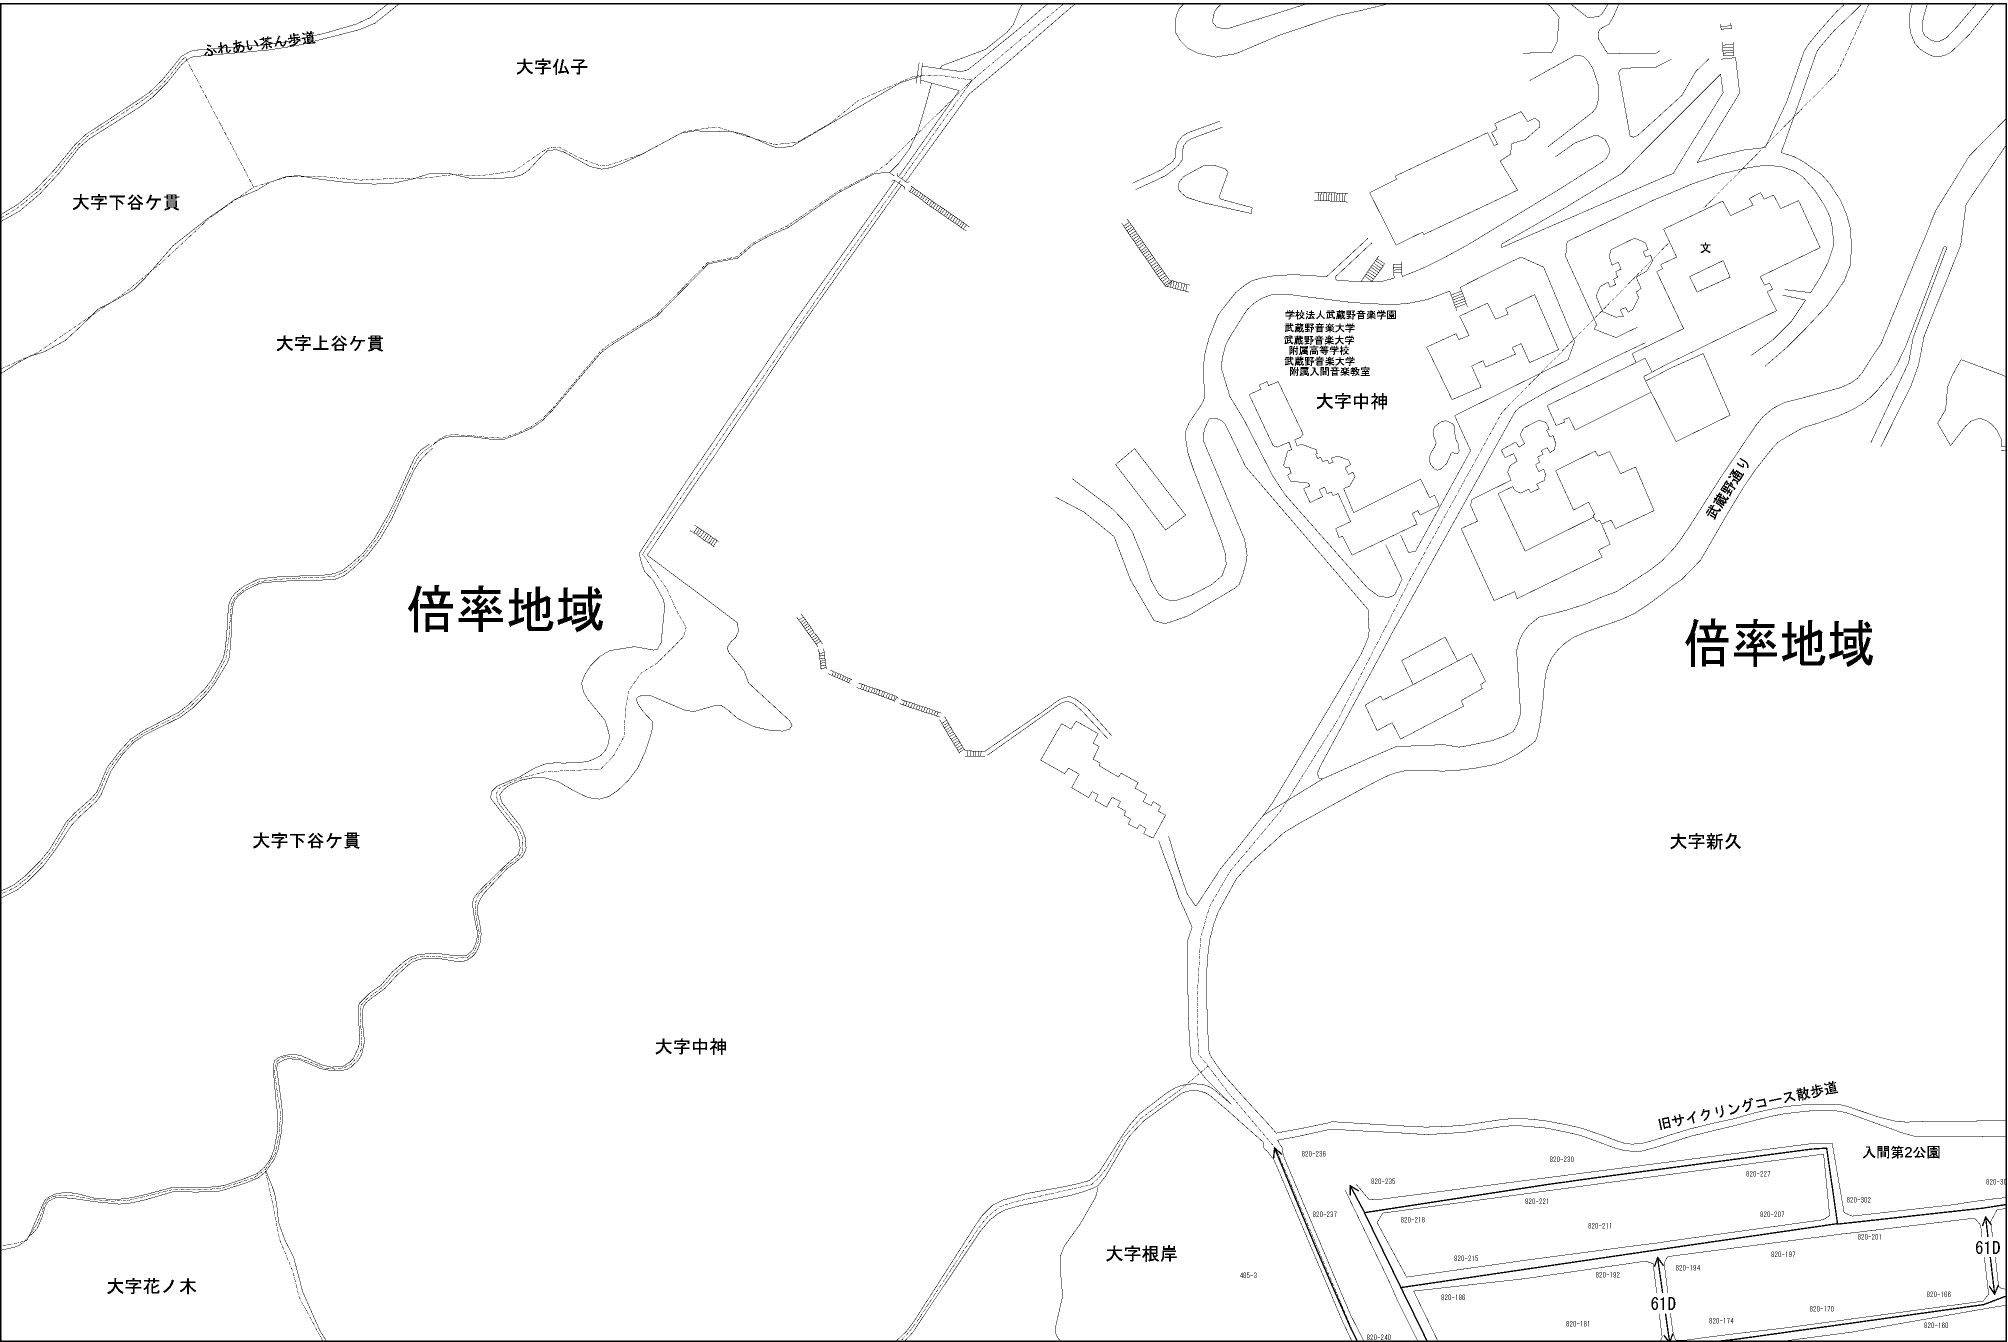 ふれあい茶ん歩道
大字仏子
大字下谷ケ貫
大字上谷ケ貫
文
学校法人武蔵野音楽学園
武蔵野音楽大学
武蔵野音楽大学
附属高等学校
武蔵野音楽大学
附属入間音楽教室
大字中神
武蔵野通り
倍率地域
倍率地域
大字下谷ケ貫
大字新久
大字中神
旧サイクリングコース散歩道
入間第2公園
820-236
820-230
820-227
820-235
820-221
820-302
820-237
820-218
820-211
820-207
820-215
820-201
820-197
61D
大字根岸
485-3
820-192
820-194
大字花ノ木
820-186
61D
820-168
820-170
820-181
820-174
820-160
820-240